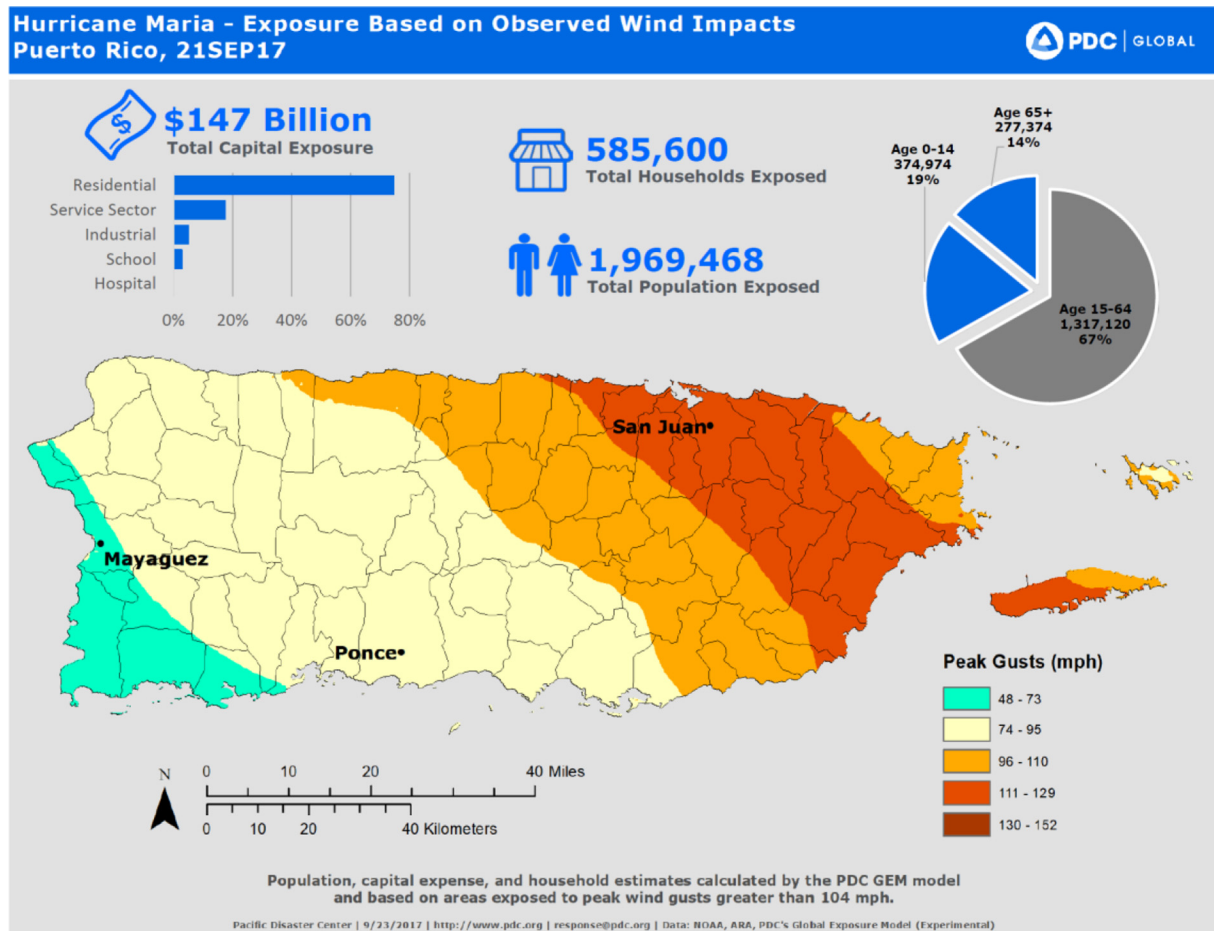 Hurricane Maria - Exposure Based on Observed Wind Impacts
Puerto Rico, 21SEP17
PDC | GLOBAL
$147 Billion
Total Capital Exposure
Residential
Service Sector
Industrial
School
Hospital
0% 20% 40% 60% 80%
585,600
Total Households Exposed
1,969,468
Total Population Exposed
Age 65+
277,374
14%
Age 0-14
374,974
19%
Age 15-64
1,317,120
67%
San Juan
Mayaguez
Ponce
Peak Gusts (mph)
48 - 73
74 - 95
96 - 110
111 - 129
130 - 152
N
0 10 20 40 Miles
0 10 20 40 Kilometers
Population, capital expense, and household estimates calculated by the PDC GEM model
and based on areas exposed to peak wind gusts greater than 104 mph.
Pacific Disaster Center | 9/23/2017 | http://www.pdc.org | response@pdc.org | Data: NOAA, ARA, PDC's Global Exposure Model (Experimental)